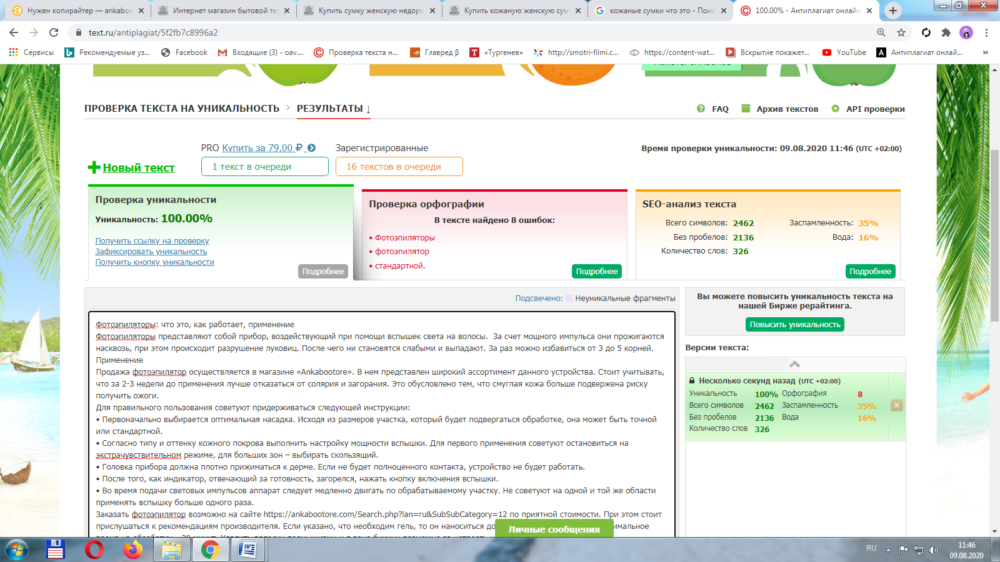 Нужен копирайтер — ankaboo
Интернет магазин бытовой те
Купить сумку женскую недоро
Купить кожаную женскую сум
кожаные сумки что это - Поис
100.00% - Антиплагиат онлайн
text.ru/antiplagiat/5f2fb7c8996a2
Сервисы
Рекомендуемые уз...
Facebook
Входящие (3) - oav....
Проверка текста н...
Главред β
«Тургенев»
http://smotri-filmi.c...
https://content-wat...
Вскрытие покажет...
YouTube
Антиплагиат онлай...
»
ПРОВЕРКА ТЕКСТА НА УНИКАЛЬНОСТЬ
РЕЗУЛЬТАТЫ ↓
FAQ
Архив текстов
API проверки
PRO Купить за 79,00 ₽
Зарегистрированные
Время проверки уникальности: 09.08.2020 11:46 (UTC +02:00)
Новый текст
1 текст в очереди
16 текстов в очереди
Проверка уникальности
Уникальность: 100.00%
Получить ссылку на проверку
Зафиксировать уникальность
Получить кнопку уникальности
Подробнее
Проверка орфографии
В тексте найдено 8 ошибок:
• Фотоэпиляторы
• фотоэпилятор
• стандартной.
Подробнее
SEO-анализ текста
Всего символов: 2462
Заспамленность: 35%
Без пробелов: 2136
Вода: 16%
Количество слов: 326
Подробнее
Подсвечено: Неуникальные фрагменты
Фотоэпиляторы: что это, как работает, применение
Фотоэпиляторы представляют собой прибор, воздействующий при помощи вспышек света на волосы. За счет мощного импульса они прожигаются
насквозь, при этом происходит разрушение луковиц. После чего ни становятся слабыми и выпадают. За раз можно избавиться от 3 до 5 корней.
Применение
Продажа фотоэпилятор осуществляется в магазине «Ankabootore». В нем представлен широкий ассортимент данного устройства. Стоит учитывать,
что за 2-3 недели до применения лучше отказаться от солярия и загорания. Это обусловлено тем, что смуглая кожа больше подвержена риску
получить ожоги.
Для правильного пользования советуют придерживаться следующей инструкции:
• Первоначально выбирается оптимальная насадка. Исходя из размеров участка, который будет подвергаться обработке, она может быть точной
или стандартной.
• Согласно типу и оттенку кожного покрова выполнить настройку мощности вспышки. Для первого применения советуют остановиться на
экстрачувствительном режиме, для больших зон – выбирать скользящий.
• Головка прибора должна плотно прижиматься к дерме. Если не будет полноценного контакта, устройство не будет работать.
• После того, как индикатор, отвечающий за готовность, загорелся, нажать кнопку включения вспышки.
• Во время подачи световых импульсов аппарат следует медленно двигать по обрабатываемому участку. Не советуют на одной и той же области
применять вспышку больше одного раза.
Заказать фотоэпилятор возможно на сайте https://ankabootore.com/Search.php?lan=ru&SubSubCategory=12 по приятной стоимости. При этом стоит
прислушаться к рекомендациям производителя. Если указано, что необходим гель, то он наноситься до
Личные сообщения
Вы можете повысить уникальность текста на
нашей Бирже рерайтинга.
Повысить уникальность
Версии текста:
Несколько секунд назад (UTC +02:00)
Уникальность 100% Орфография 8
Всего символов 2462 Заспамленность 35%
Без пробелов 2136 Вода 16%
Количество слов 326
RU
11:46
09.08.2020